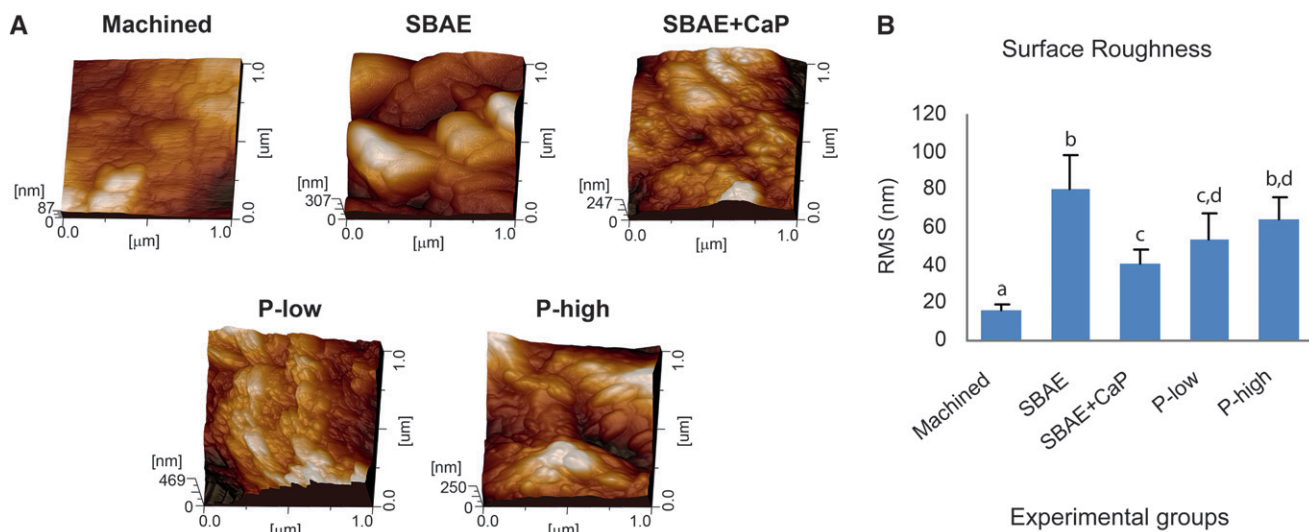 A
Machined
[nm]
87
0
0.0
1.0
[µm]
1.0
[um]
0.0
SBAE
[nm]
307
0
0.0
1.0
[µm]
1.0
[um]
0.0
SBAE+CaP
[nm]
247
0
0.0
1.0
[µm]
1.0
[um]
0.0
P-low
[nm]
469
0
0.0
1.0
[µm]
1.0
[um]
0.0
P-high
[nm]
250
0
0.0
1.0
[µm]
1.0
[um]
0.0
B
Surface Roughness
RMS (nm)
120
100
80
60
40
20
0
a
b
c
c,d
b,d
Machined
SBAE
SBAE+CaP
P-low
P-high
Experimental groups